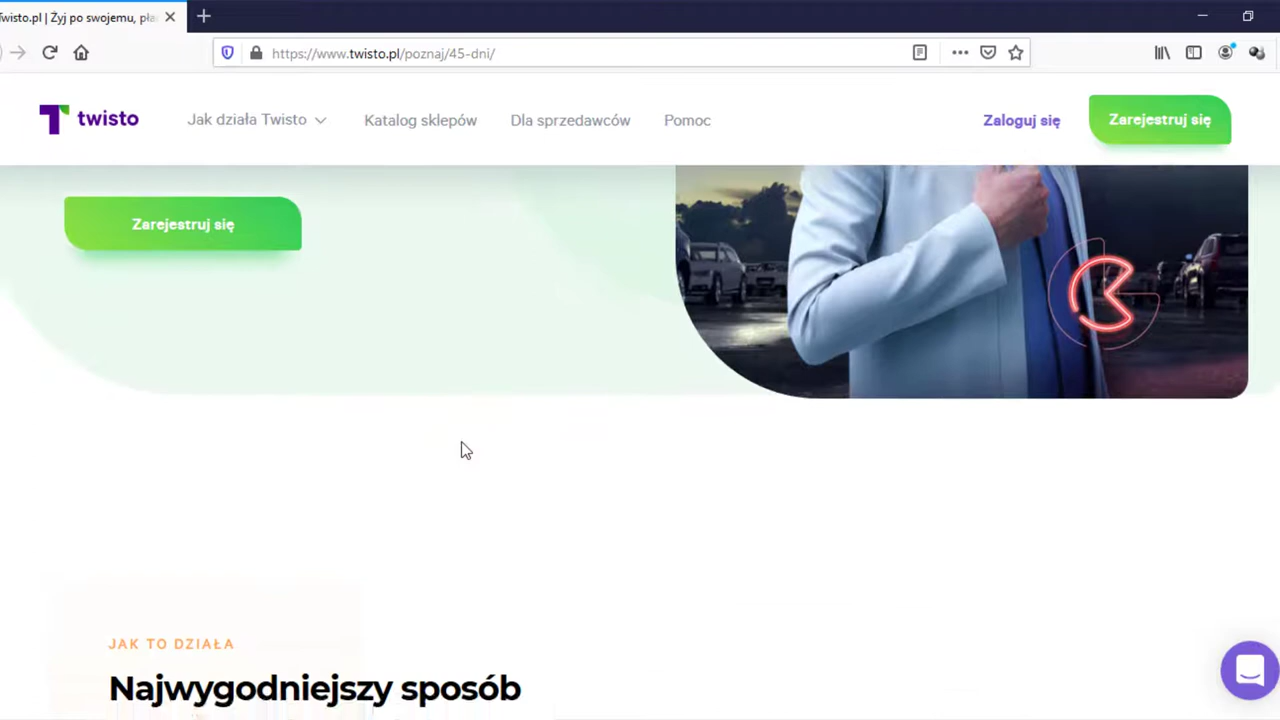 Twisto.pl | Żyj po swojemu, pła
https://www.twisto.pl/poznaj/45-dni/
twisto
Jak działa Twisto
Katalog sklepów
Dla sprzedawców
Pomoc
Zaloguj się
Zarejestruj się
Zarejestruj się
JAK TO DZIAŁA
Najwygodniejszy sposób